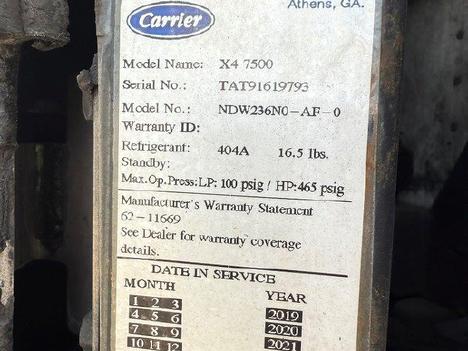 Athens, GA.
Carrier
Model Name: X4 7500
Serial No.: TAT91619793
Model No.: NDW236N0-AF-0
Warranty ID:
Refrigerant: 404A 16.5 lbs.
Standby:
Max.Op.Press:LP: 100 psig / HP:465 psig
Manufacturer's Warranty Statement
62-11669
See Dealer for warranty coverage
details.
DATE IN SERVICE
MONTH YEAR
1 2 3
4 5 6 2019
7 8 9 2020
10 11 12 2021